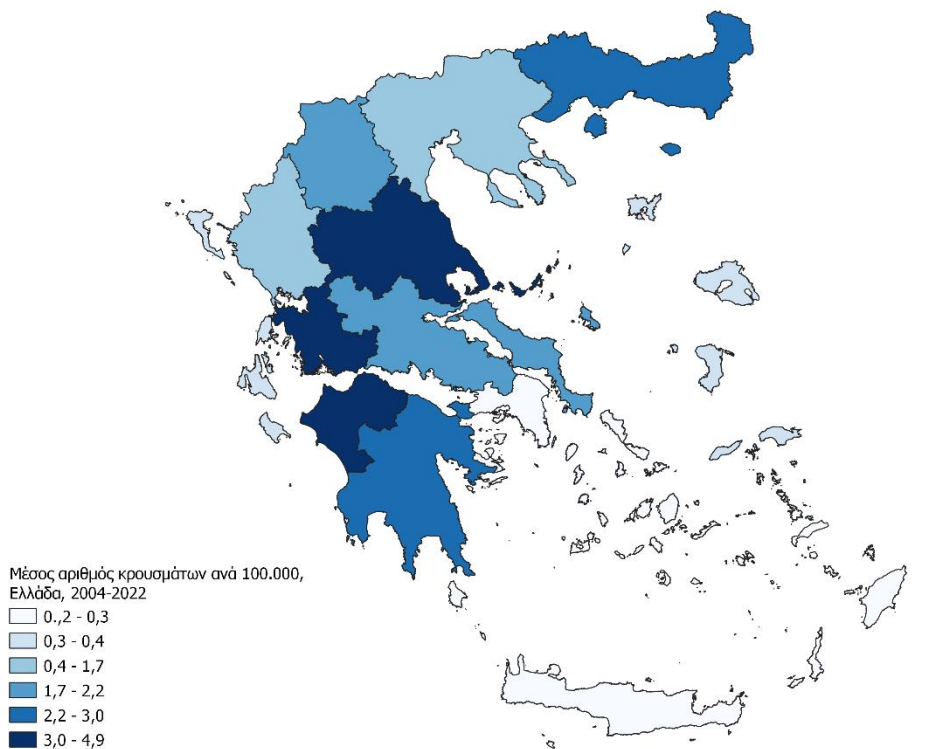 Μέσος αριθμός κρουσμάτων ανά 100.000,
Ελλάδα, 2004-2022
0.,2 - 0,3
0,3 - 0,4
0,4 - 1,7
1,7 - 2,2
2,2 - 3,0
3,0 - 4,9